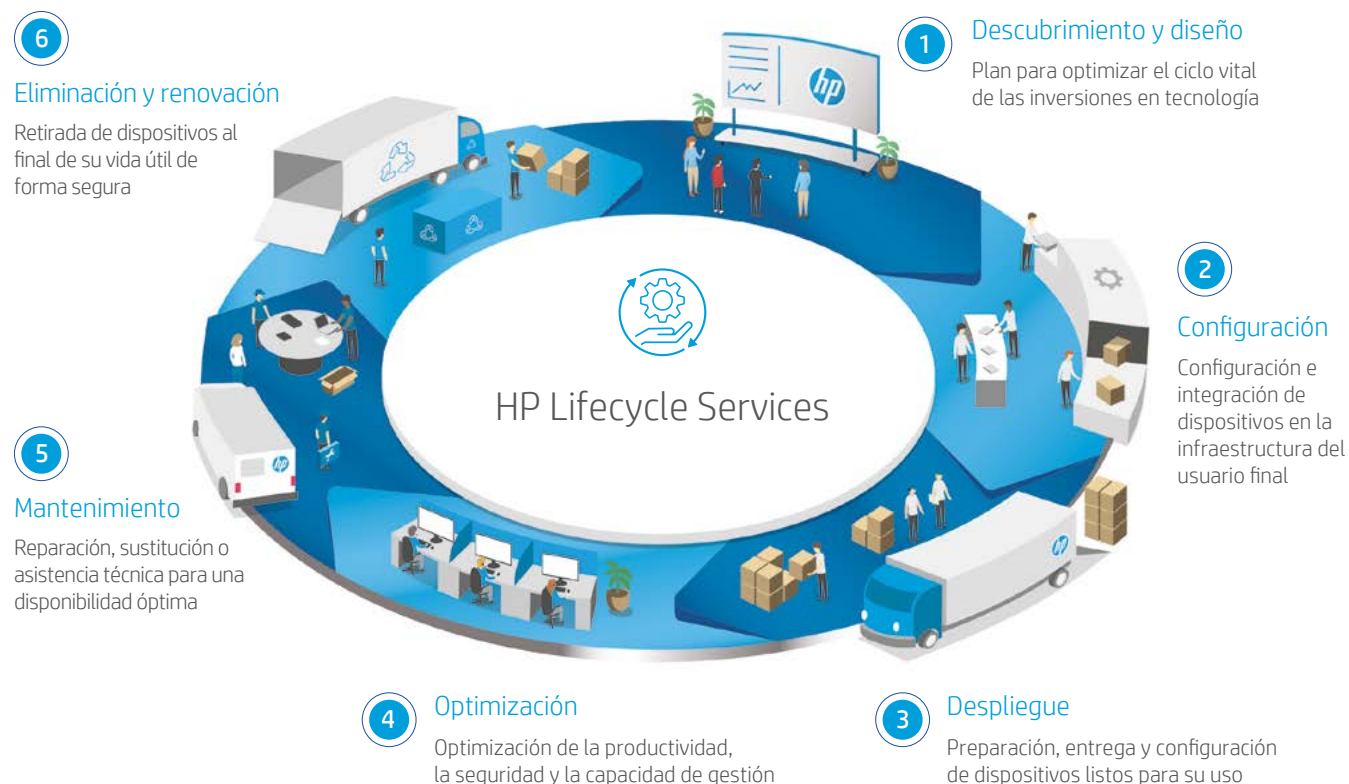 1
Descubrimiento y diseño
Plan para optimizar el ciclo vital
de las inversiones en tecnología
hp
2
Configuración
Configuración e
integración de
dispositivos en la
infraestructura del
usuario final
3
Despliegue
Preparación, entrega y configuración
de dispositivos listos para su uso
hp
4
Optimización
Optimización de la productividad,
la seguridad y la capacidad de gestión
5
Mantenimiento
Reparación, sustitución o
asistencia técnica para una
disponibilidad óptima
hp
6
Eliminación y renovación
Retirada de dispositivos al
final de su vida útil de
forma segura
HP Lifecycle Services